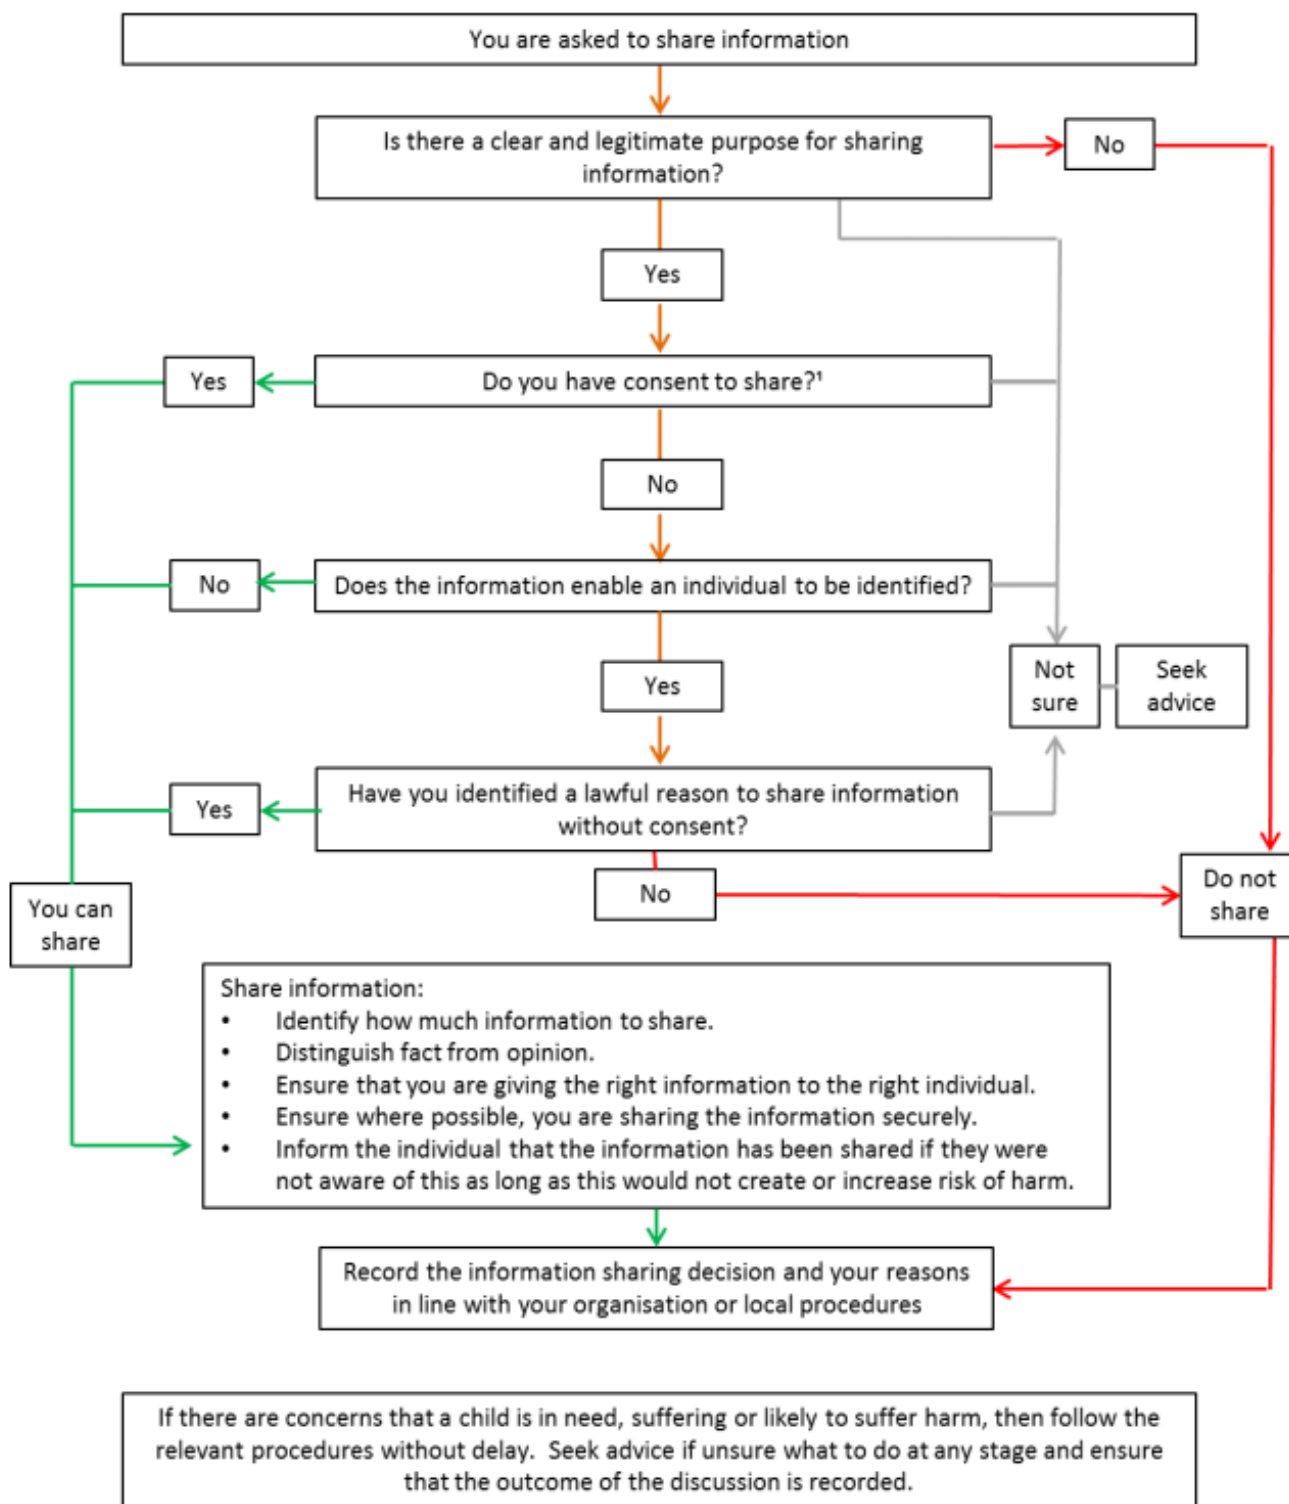 You are asked to share information
Is there a clear and legitimate purpose for sharing
information?
No
Yes
Yes
Do you have consent to share?¹
No
No
Does the information enable an individual to be identified?
Yes
Not
sure
Seek
advice
Yes
Have you identified a lawful reason to share information
without consent?
No
Do not
share
You can
share
Share information:
• Identify how much information to share.
• Distinguish fact from opinion.
• Ensure that you are giving the right information to the right individual.
• Ensure where possible, you are sharing the information securely.
• Inform the individual that the information has been shared if they were
not aware of this as long as this would not create or increase risk of harm.
Record the information sharing decision and your reasons
in line with your organisation or local procedures
If there are concerns that a child is in need, suffering or likely to suffer harm, then follow the
relevant procedures without delay.  Seek advice if unsure what to do at any stage and ensure
that the outcome of the discussion is recorded.